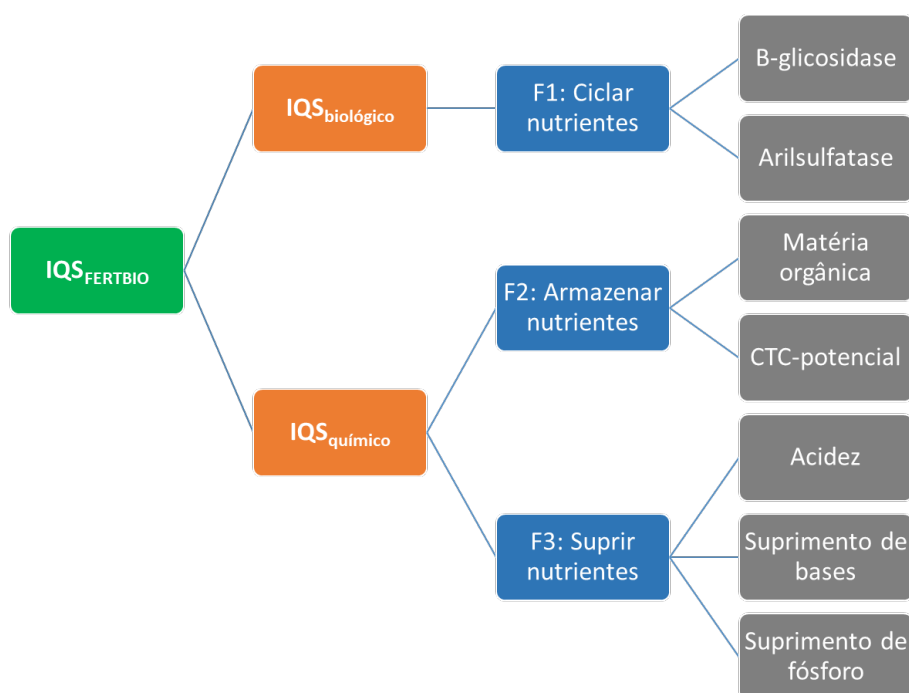 IQSFERTBIO
IQSbiológico
IQSquímico
F1: Ciclar
nutrientes
F2: Armazenar
nutrientes
F3: Suprir
nutrientes
B-glicosidase
Arilsulfatase
Matéria
orgânica
CTC-potencial
Acidez
Suprimento de
bases
Suprimento de
fósforo